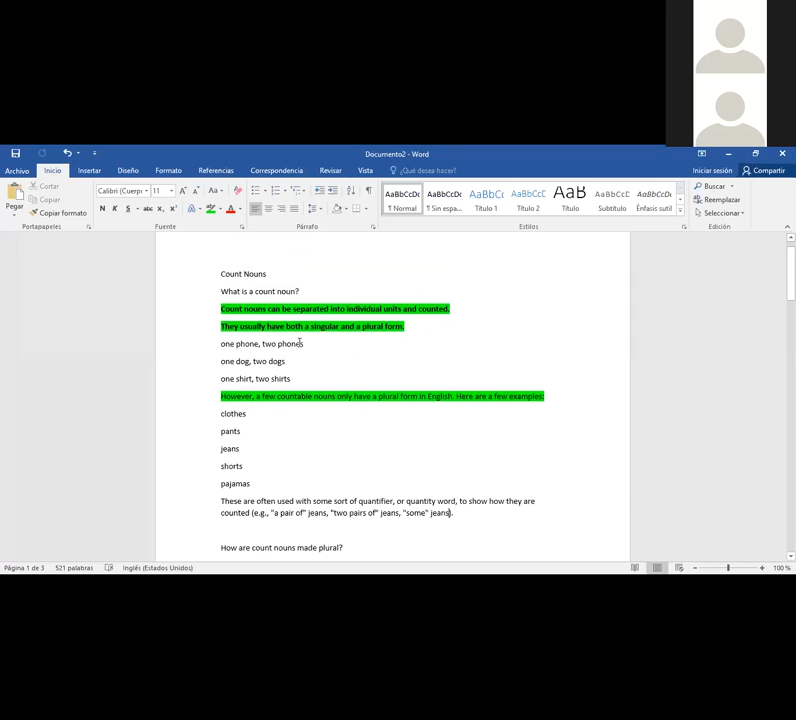 Documento2 - Word
Archivo Inicio Insertar Diseño Formato Referencias Correspondencia Revisar Vista ¿Qué desea hacer? Iniciar sesión Compartir
Pegar
Cortar
Copiar
Copiar formato
Portapapeles
Calibri (Cuerp 11
N K S abc x₂ x² A
Fuente
Párrafo
AaBbCcDc AaBbCcDc AaBbCc AaBbCcC AaB AaBbCcD AaBbCcDc
¶ Normal ¶ Sin espa... Título 1 Título 2 Título Subtítulo Énfasis sutil
Estilos
Buscar
Reemplazar
Seleccionar
Edición
Count Nouns
What is a count noun?
Count nouns can be separated into individual units and counted.
They usually have both a singular and a plural form.
one phone, two phones
one dog, two dogs
one shirt, two shirts
However, a few countable nouns only have a plural form in English. Here are a few examples:
clothes
pants
jeans
shorts
pajamas
These are often used with some sort of quantifier, or quantity word, to show how they are
counted (e.g., "a pair of" jeans, "two pairs of" jeans, "some" jeans).
How are count nouns made plural?
Página 1 de 3 521 palabras Inglés (Estados Unidos) 100 %